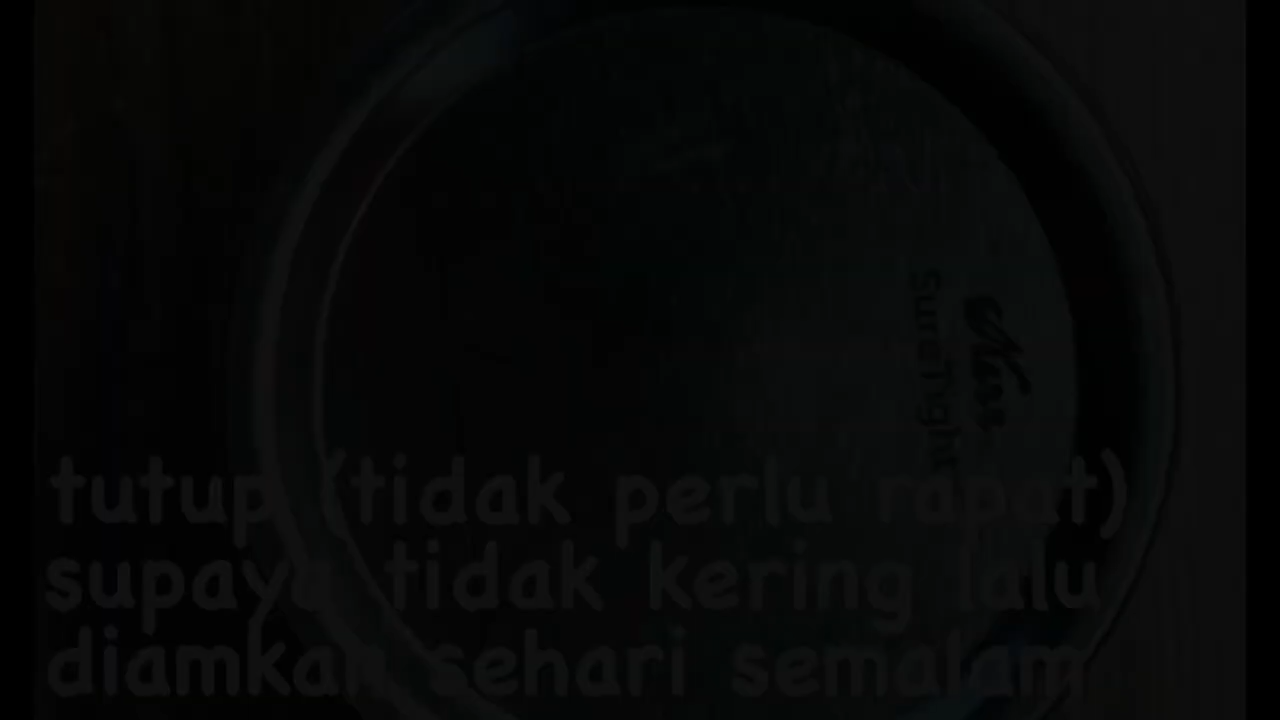 tutup (tidak perlu rapat)
supaya tidak kering lalu
diamkan sehari semalam